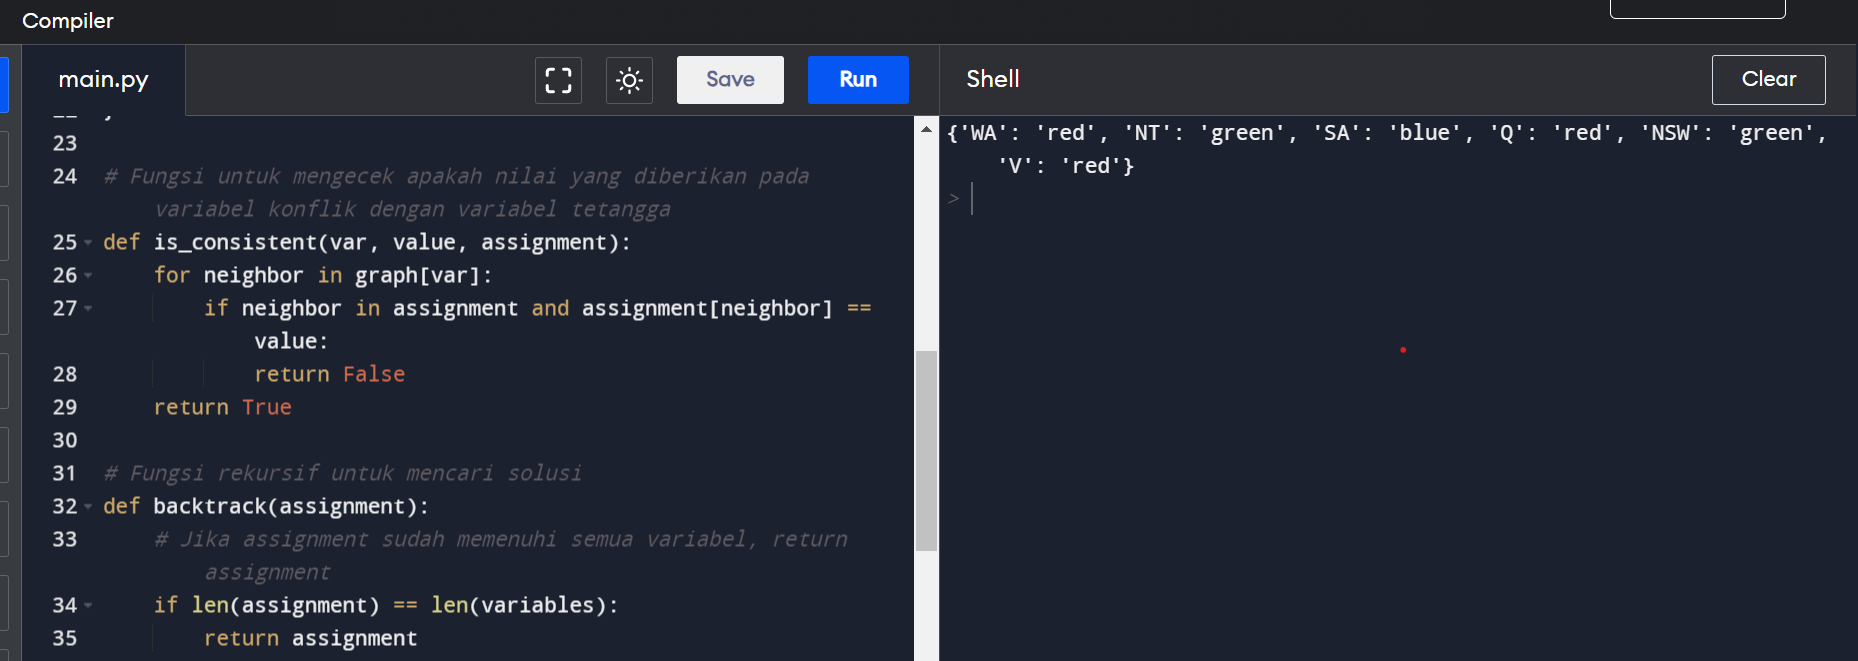 Compiler
main.py
Save
Run
Shell
Clear
23
24 # Fungsi untuk mengecek apakah nilai yang diberikan pada
variabel konflik dengan variabel tetangga
25 def is_consistent(var, value, assignment):
26 for neighbor in graph[var]:
27 if neighbor in assignment and assignment[neighbor] ==
value:
28 return False
29 return True
30
31 # Fungsi rekursif untuk mencari solusi
32 def backtrack(assignment):
33 # Jika assignment sudah memenuhi semua variabel, return
assignment
34 if len(assignment) == len(variables):
35 return assignment
{'WA': 'red', 'NT': 'green', 'SA': 'blue', 'Q': 'red', 'NSW': 'green',
'V': 'red'}
>